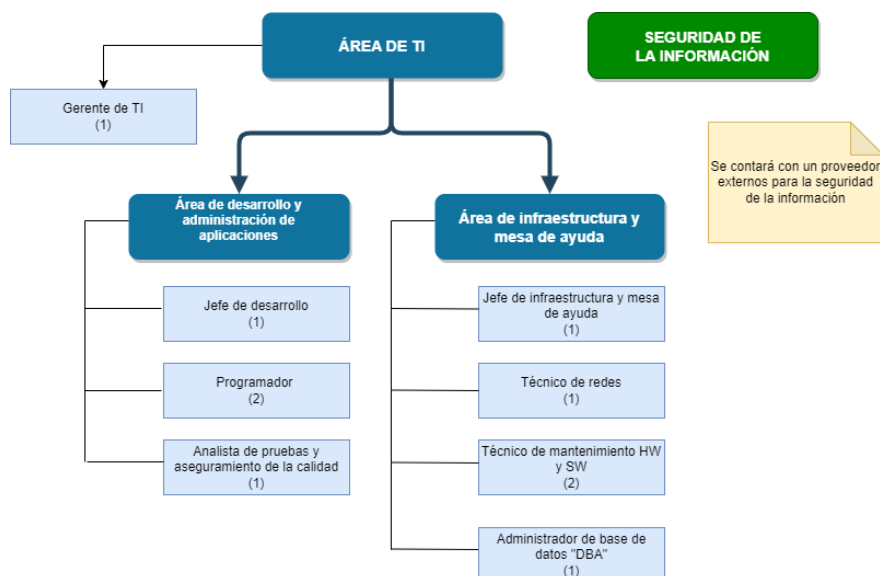 ÁREA DE TI
SEGURIDAD DE
LA INFORMACIÓN
Gerente de TI
(1)
Se contará con un proveedor
externos para la seguridad
de la información
Área de desarrollo y
administración de
aplicaciones
Área de infraestructura y
mesa de ayuda
Jefe de desarrollo
(1)
Jefe de infraestructura y mesa
de ayuda
(1)
Programador
(2)
Técnico de redes
(1)
Analista de pruebas y
aseguramiento de la calidad
(1)
Técnico de mantenimiento HW
y SW
(2)
Administrador de base de
datos "DBA"
(1)